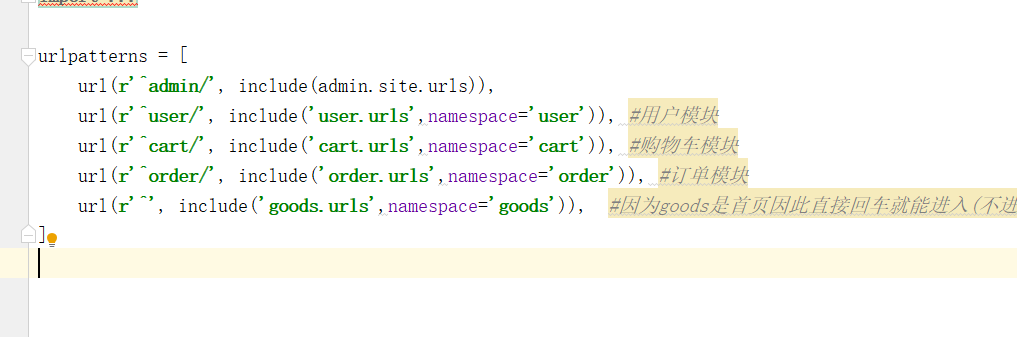 import ...
urlpatterns = [
    url(r'^admin/', include(admin.site.urls)),
    url(r'^user/', include('user.urls',namespace='user')), #用户模块
    url(r'^cart/', include('cart.urls',namespace='cart')), #购物车模块
    url(r'^order/', include('order.urls',namespace='order')), #订单模块
    url(r'^', include('goods.urls',namespace='goods')),  #因为goods是首页因此直接回车就能进入(不进
]